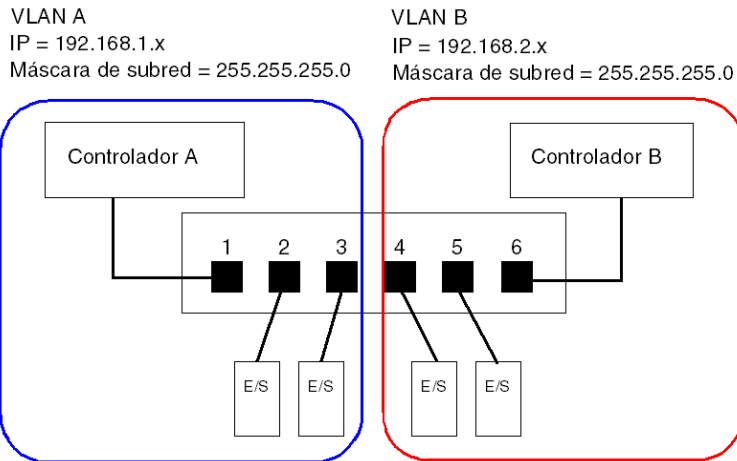 VLAN A
IP = 192.168.1.x
Máscara de subred = 255.255.255.0
VLAN B
IP = 192.168.2.x
Máscara de subred = 255.255.255.0
Controlador A
Controlador B
1 2 3 4 5 6
E/S E/S E/S E/S